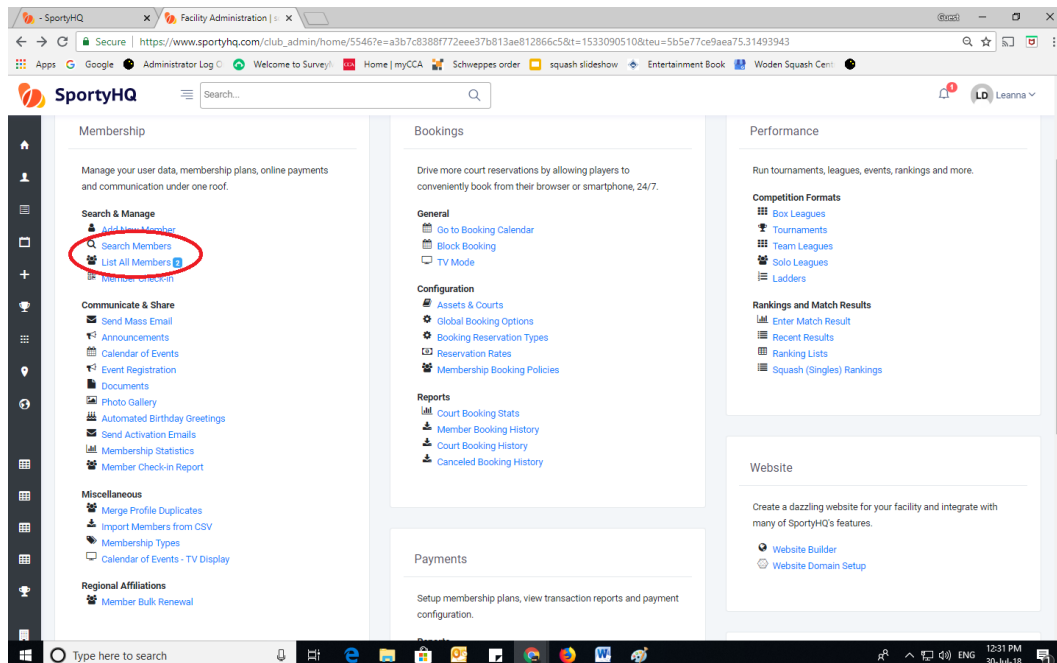 - SportyHQ
Facility Administration | s
Guest
Secure | https://www.sportyhq.com/club_admin/home/5546?e=a3b7c8388f772eee37b813ae812866c5&t=1533090510&teu=5b5e77ce9aea75.31493943
Apps Google Administrator Log O Welcome to Survey CCA Home | myCCA Schweppes order squash slideshow Entertainment Book Woden Squash Cent
SportyHQ Search... 1 LD Leanna
Membership
Manage your user data, membership plans, online payments
and communication under one roof.
Search & Manage
Add New Member
Search Members
List All Members 2
Member Check-in
Communicate & Share
Send Mass Email
Announcements
Calendar of Events
Event Registration
Documents
Photo Gallery
Automated Birthday Greetings
Send Activation Emails
Membership Statistics
Member Check-in Report
Miscellaneous
Merge Profile Duplicates
Import Members from CSV
Membership Types
Calendar of Events - TV Display
Regional Affiliations
Member Bulk Renewal
Bookings
Drive more court reservations by allowing players to
conveniently book from their browser or smartphone, 24/7.
General
Go to Booking Calendar
Block Booking
TV Mode
Configuration
Assets & Courts
Global Booking Options
Booking Reservation Types
Reservation Rates
Membership Booking Policies
Reports
Court Booking Stats
Member Booking History
Court Booking History
Canceled Booking History
Payments
Setup membership plans, view transaction reports and payment
configuration.
Reports
Performance
Run tournaments, leagues, events, rankings and more.
Competition Formats
Box Leagues
Tournaments
Team Leagues
Solo Leagues
Ladders
Rankings and Match Results
Enter Match Result
Recent Results
Ranking Lists
Squash (Singles) Rankings
Website
Create a dazzling website for your facility and integrate with
many of SportyHQ's features.
Website Builder
Website Domain Setup
Type here to search
ENG
12:31 PM
30-Jul-18